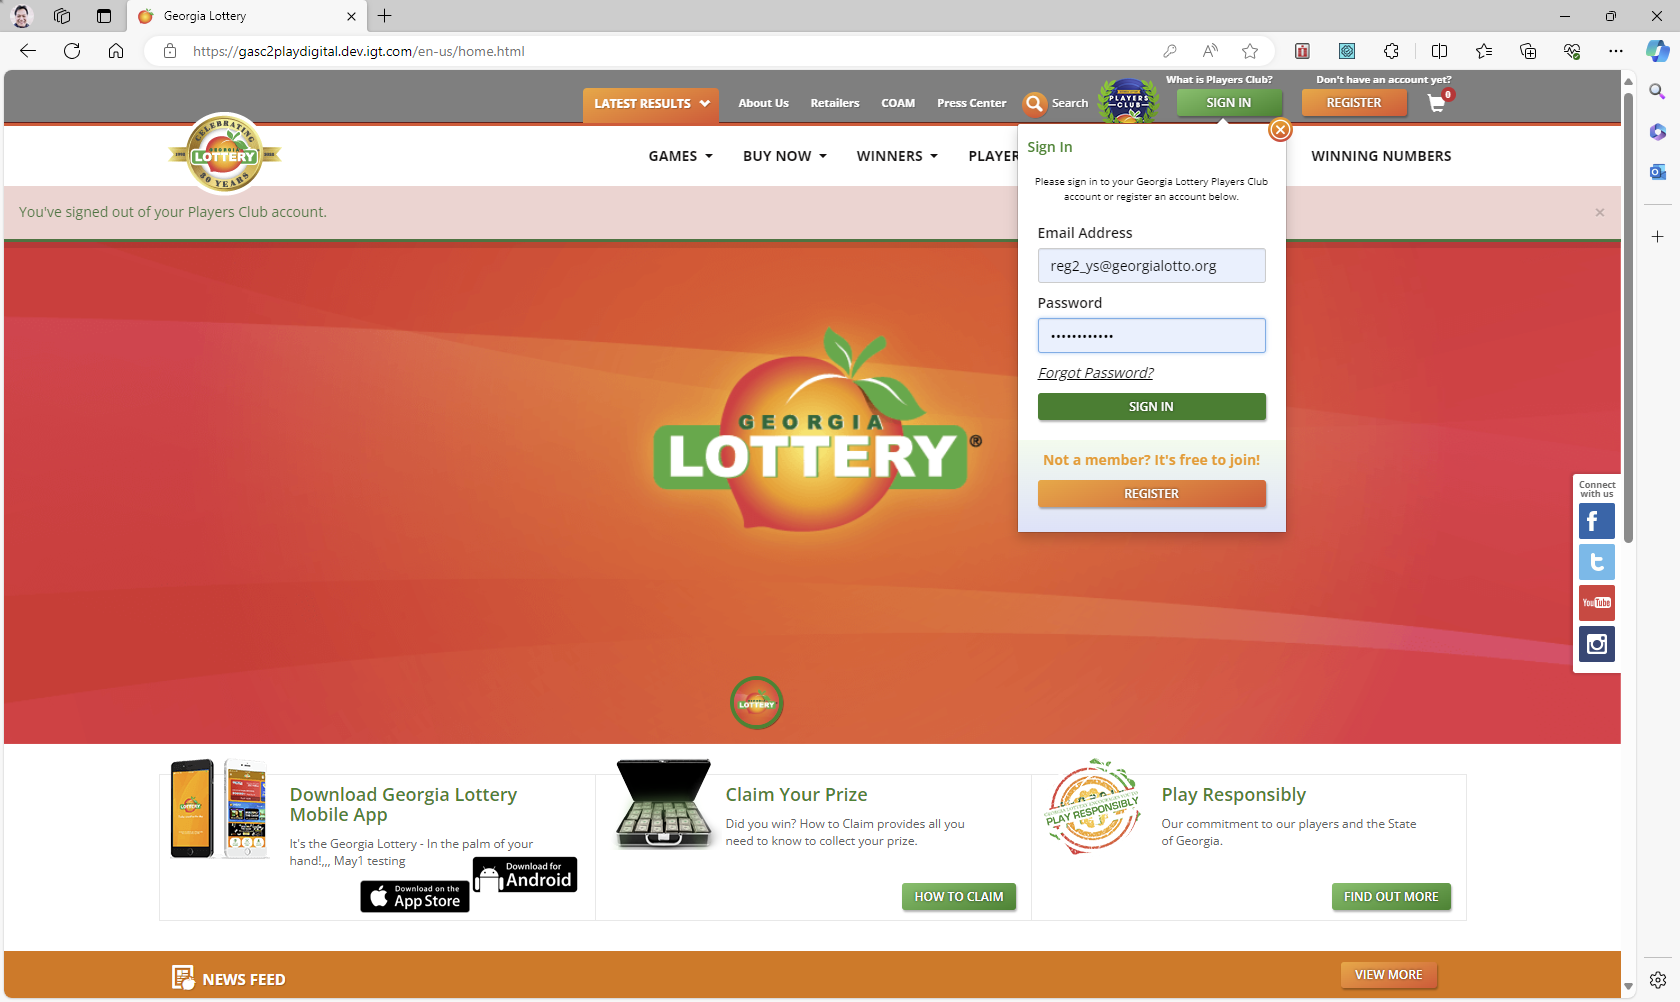 Georgia Lottery
https://gasc2playdigital.dev.igt.com/en-us/home.html
What is Players Club?
Don't have an account yet?
LATEST RESULTS
About Us
Retailers
COAM
Press Center
Search
PLAYERS
CLUB
SIGN IN
REGISTER
0
CELEBRATING
GEORGIA
LOTTERY
30 YEARS
GAMES
BUY NOW
WINNERS
PLAYER
WINNING NUMBERS
You've signed out of your Players Club account.
×
Sign In
Please sign in to your Georgia Lottery Players Club
account or register an account below.
Email Address
reg2_ys@georgialotto.org
Password
Forgot Password?
SIGN IN
Not a member? It's free to join!
REGISTER
GEORGIA
LOTTERY®
LOTTERY
Connect
with us
f
t
YouTube
Download Georgia Lottery
Mobile App
It's the Georgia Lottery - In the palm of your
hand!,,, May1 testing
Download on the
App Store
Download for
Android
Claim Your Prize
Did you win? How to Claim provides all you
need to know to collect your prize.
HOW TO CLAIM
PLAY RESPONSIBLY
Play Responsibly
Our commitment to our players and the State
of Georgia.
FIND OUT MORE
NEWS FEED
VIEW MORE